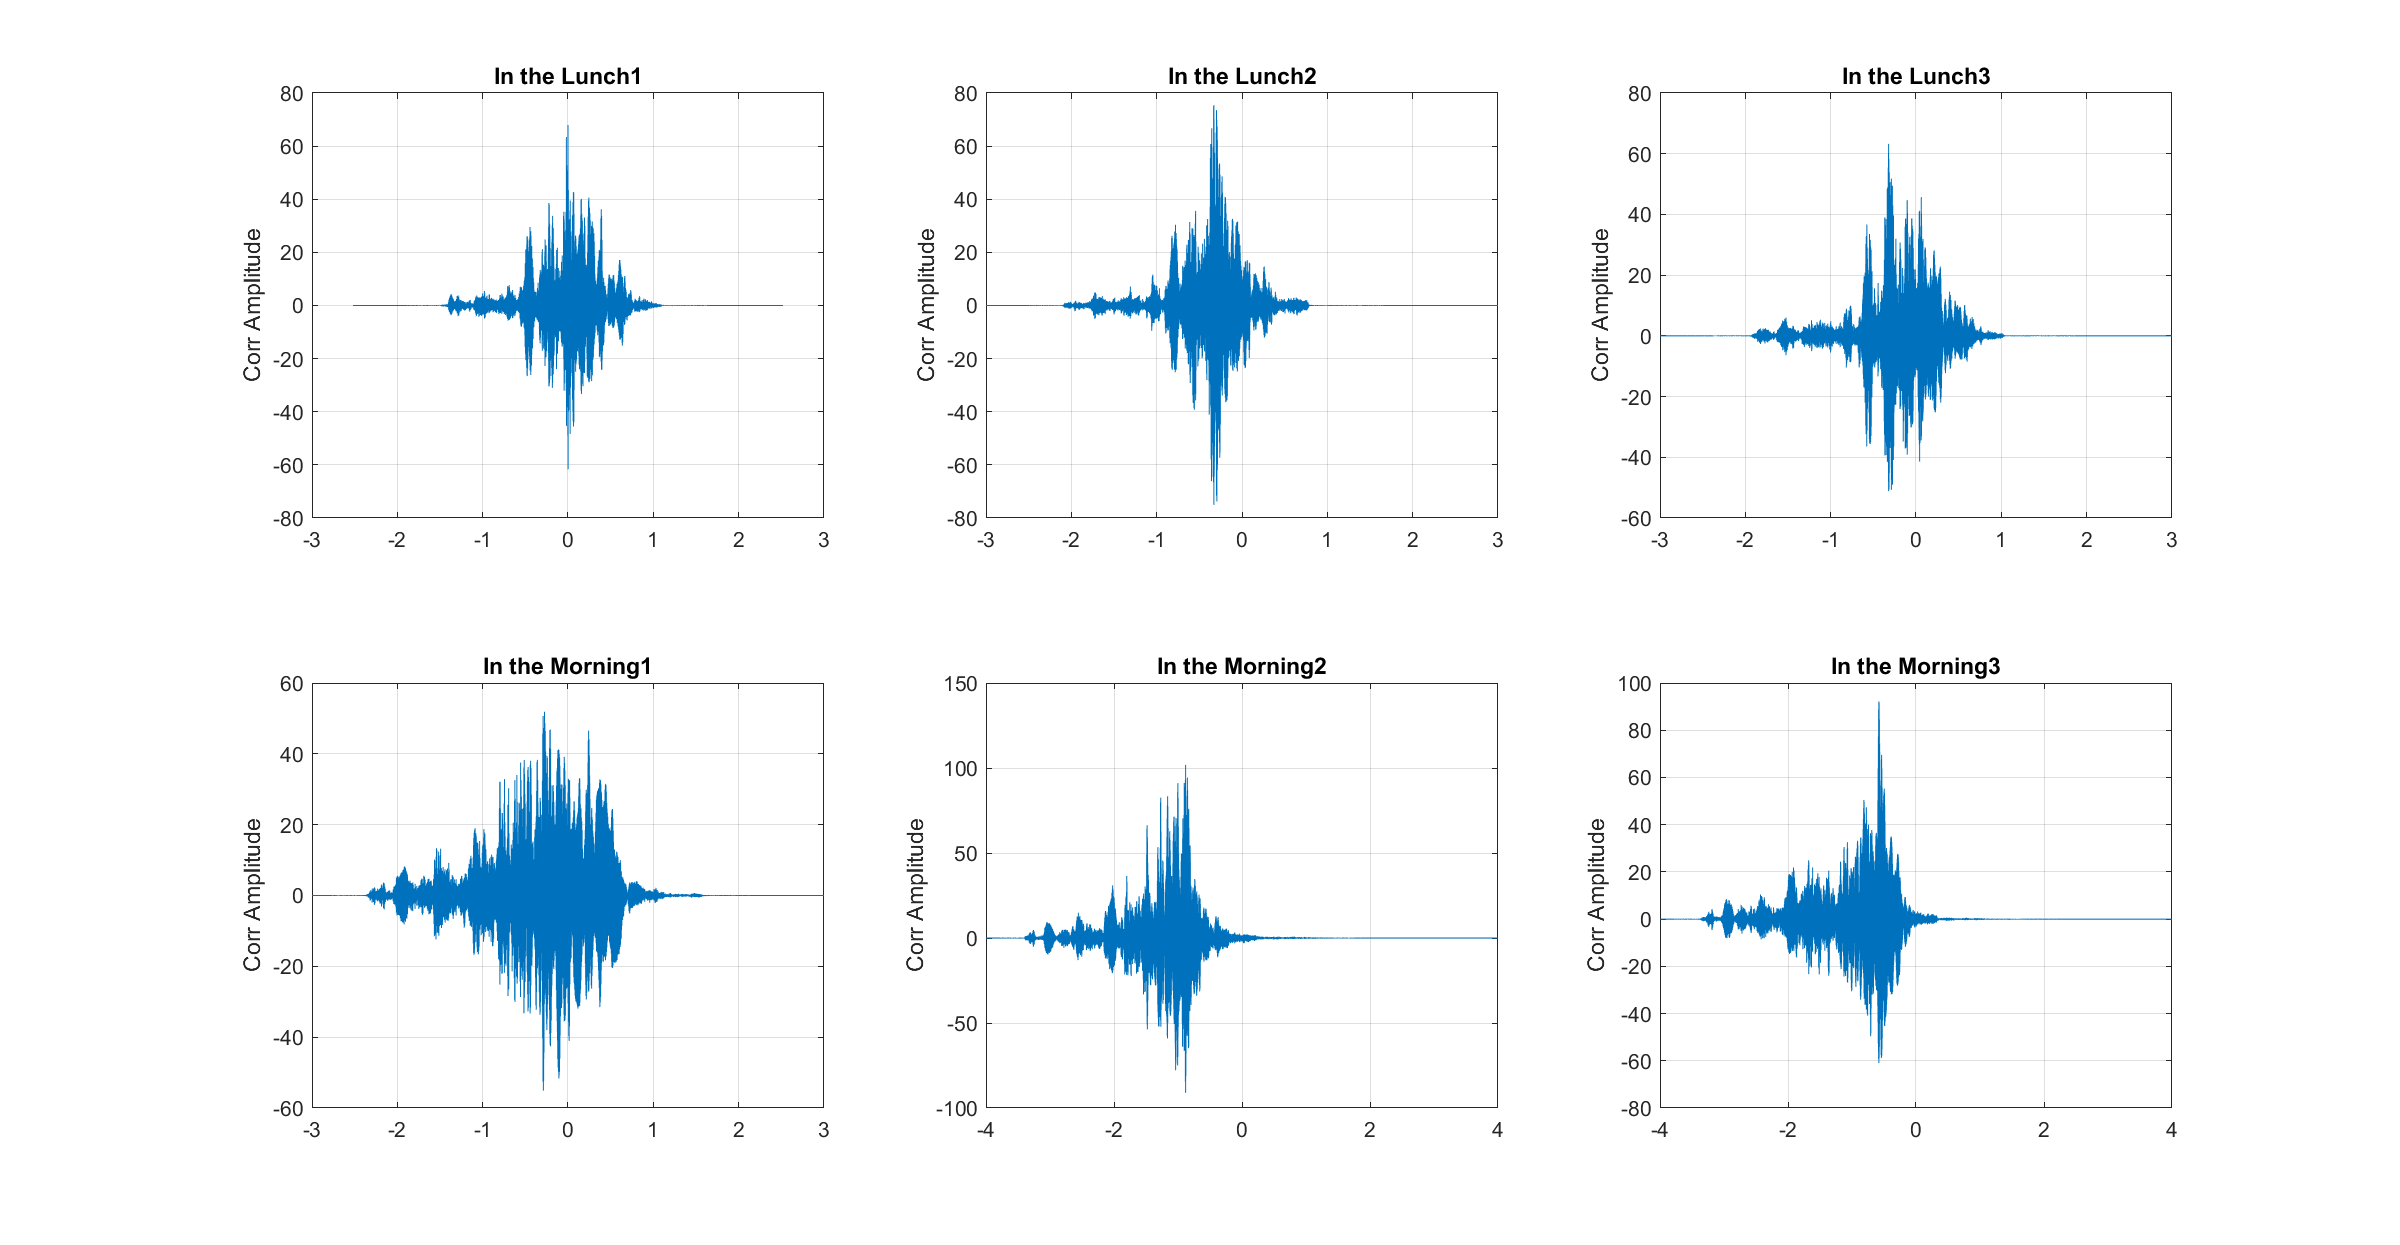 In the Lunch1
80
60
40
20
0
-20
-40
-60
-80
Corr Amplitude
-3 -2 -1 0 1 2 3
In the Lunch2
80
60
40
20
0
-20
-40
-60
-80
Corr Amplitude
-3 -2 -1 0 1 2 3
In the Lunch3
80
60
40
20
0
-20
-40
-60
Corr Amplitude
-3 -2 -1 0 1 2 3
In the Morning1
60
40
20
0
-20
-40
-60
Corr Amplitude
-3 -2 -1 0 1 2 3
In the Morning2
150
100
50
0
-50
-100
Corr Amplitude
-4 -2 0 2 4
In the Morning3
100
80
60
40
20
0
-20
-40
-60
-80
Corr Amplitude
-4 -2 0 2 4